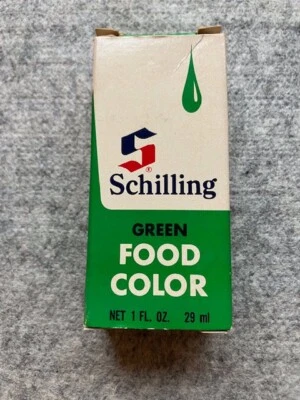 S
®
Schilling
GREEN
FOOD
COLOR
NET 1 FL. OZ. 29 ml